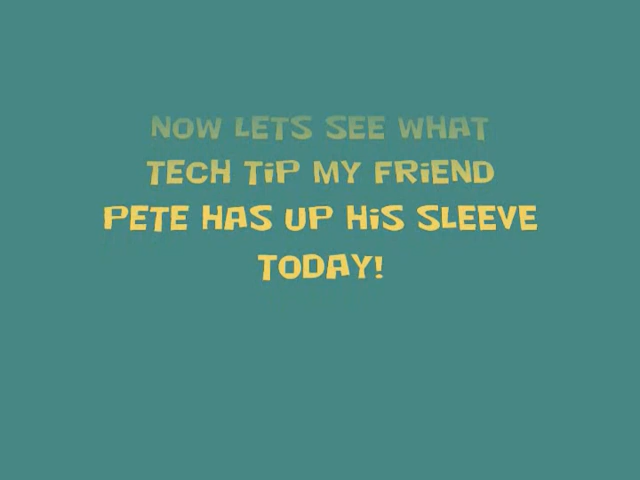 NOW LETS SEE WHAT
TECH TiP MY FRiEND
PETE HAS UP HiS SLEEVE
TODAY!